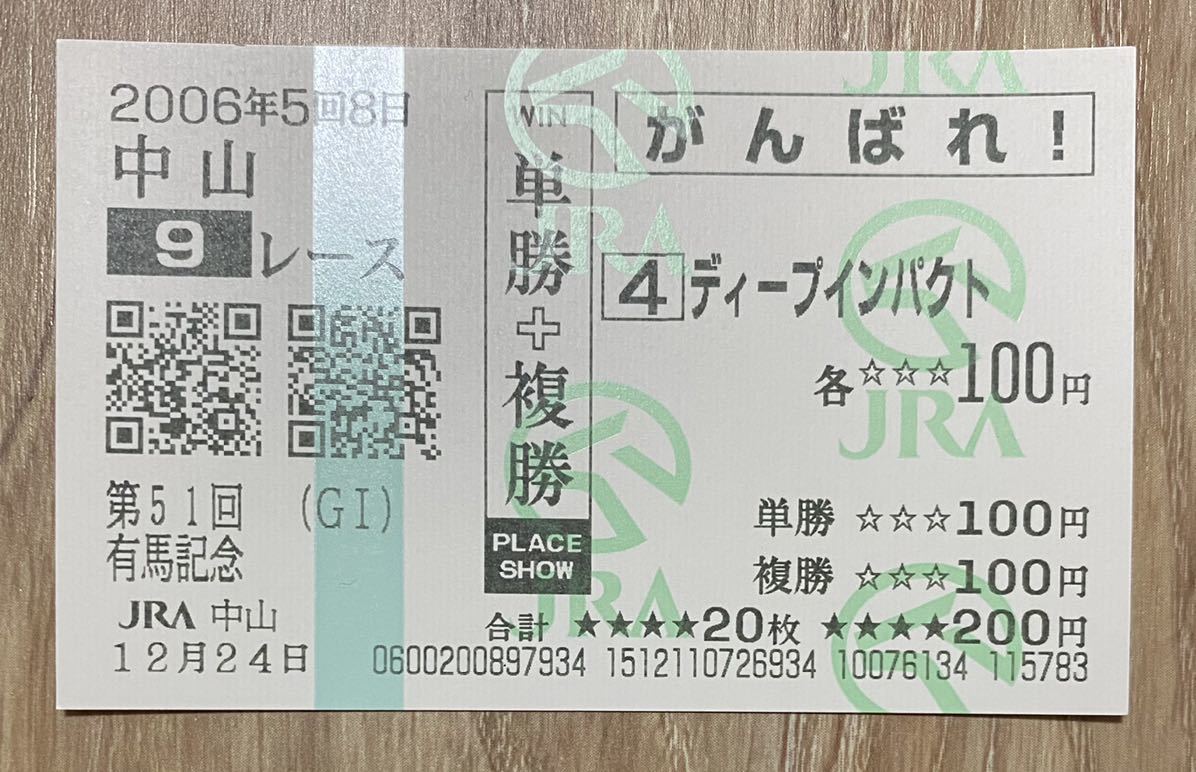 2006年5回8日
中山
9レース
第51回 (GI)
有馬記念
JRA 中山
12月24日
WIN
単勝+複勝
PLACE
SHOW
がんばれ!
4 ディープインパクト
各☆☆☆100円
単勝 ☆☆☆100円
複勝 ☆☆☆100円
合計 ★★★★20枚 ★★★★200円
0600200897934 1512110726934 10076134 115783
JRA
JRA
JRA
JRA